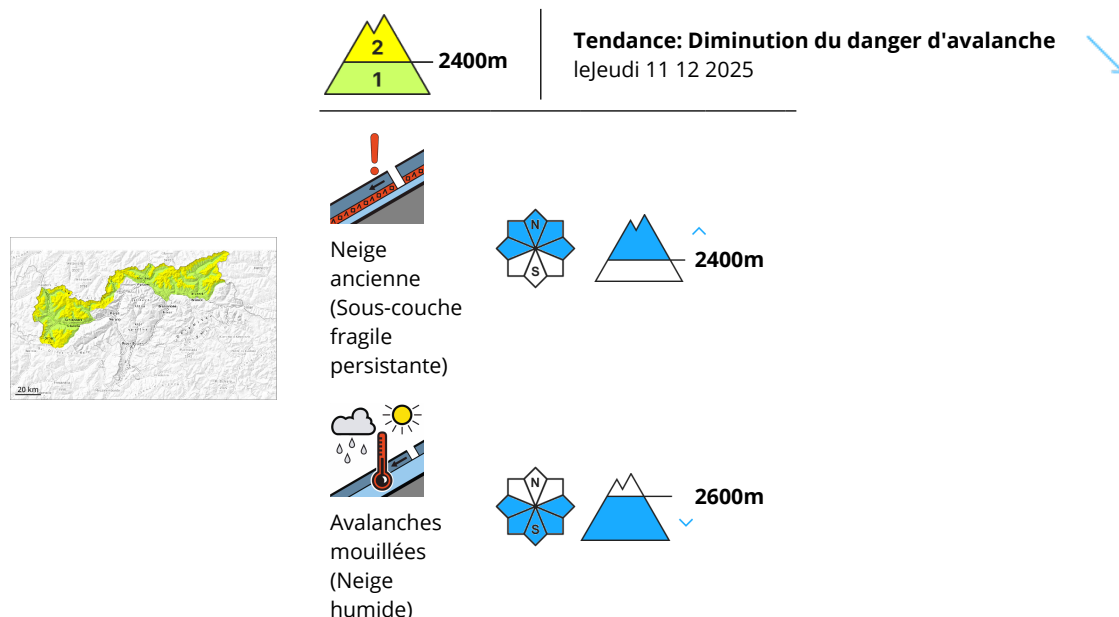 2
1
2400m
Tendance: Diminution du danger d'avalanche
leJeudi 11 12 2025
Neige
ancienne
(Sous-couche
fragile
persistante)
N
S
2400m
20 km
Avalanches
mouillées
(Neige
humide)
N
S
2600m